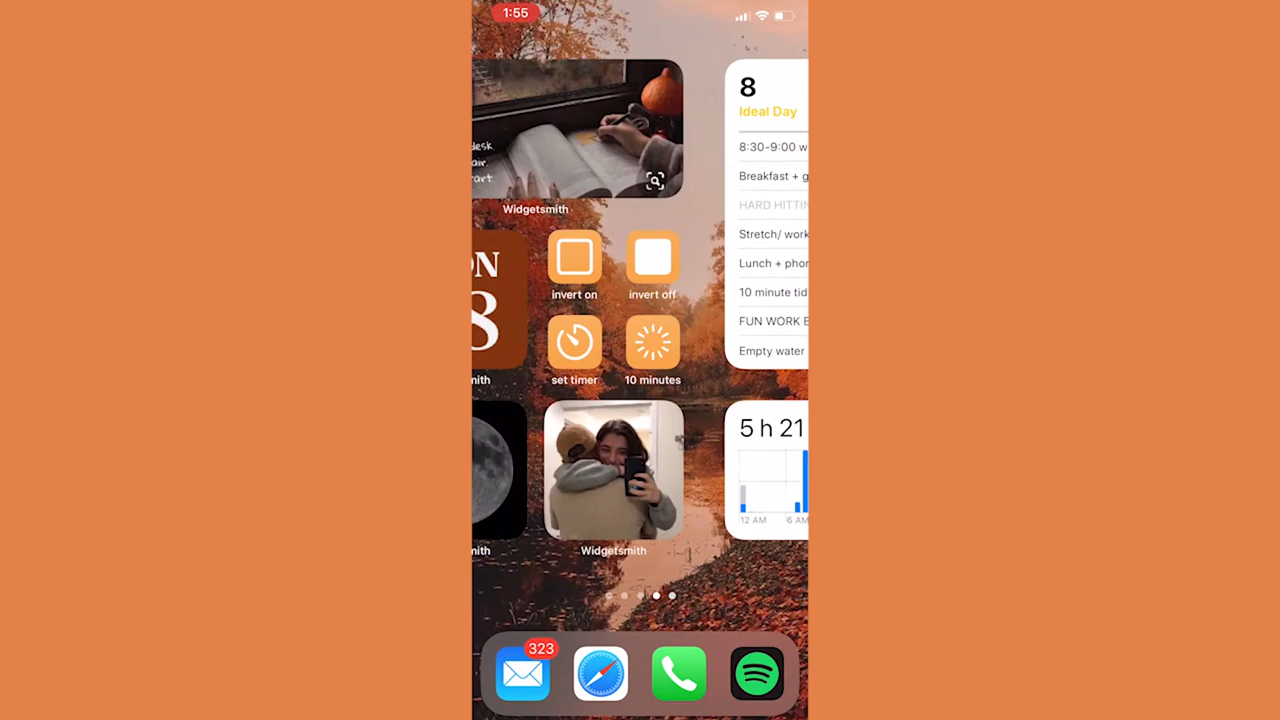 1:55
desk
air.
art.
Widgetsmith
8
Ideal Day
8:30-9:00 w
Breakfast + g
HARD HITTIN
Stretch/ work
Lunch + phon
10 minute tid
FUN WORK E
Empty water
ON
8
mith
invert on
invert off
set timer
10 minutes
mith
Widgetsmith
5 h 21
12 AM
6 AM
323